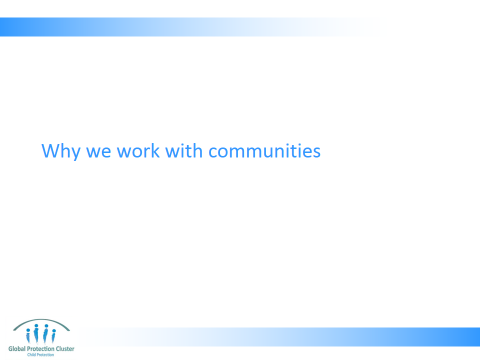 Why we work with communities
Global Protection Cluster
Child Protection